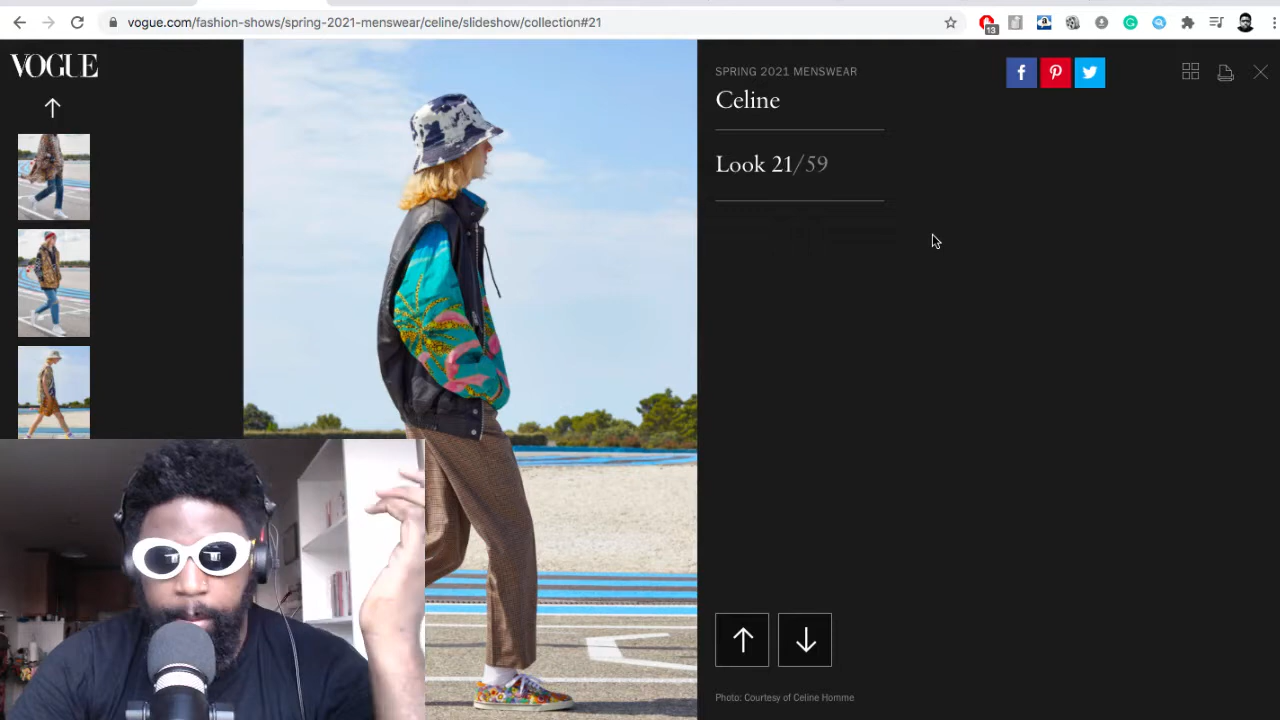 vogue.com/fashion-shows/spring-2021-menswear/celine/slideshow/collection#21
13
VOGUE
SPRING 2021 MENSWEAR
Celine
Look 21/59
Photo: Courtesy of Celine Homme